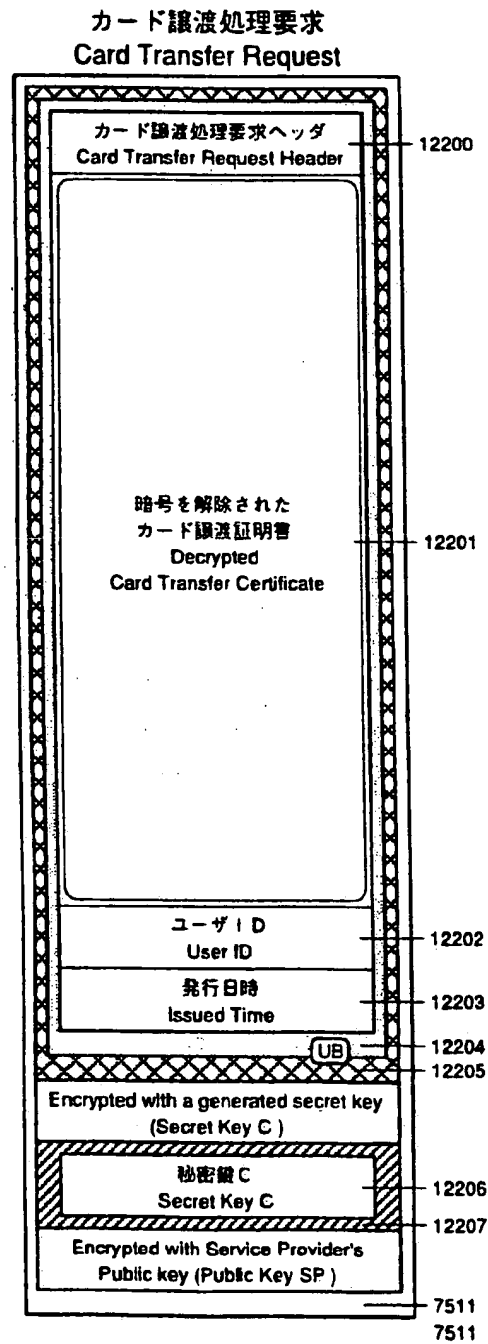 カード譲渡処理要求
Card Transfer Request
カード譲渡処理要求ヘッダ
Card Transfer Request Header
12200
暗号を解除された
カード譲渡証明書
Decrypted
Card Transfer Certificate
12201
ユーザID
User ID
12202
発行日時
Issued Time
12203
UB
12204
12205
Encrypted with a generated secret key
(Secret Key C )
秘密鍵C
Secret Key C
12206
12207
Encrypted with Service Provider's
Public key (Public Key SP )
7511
7511